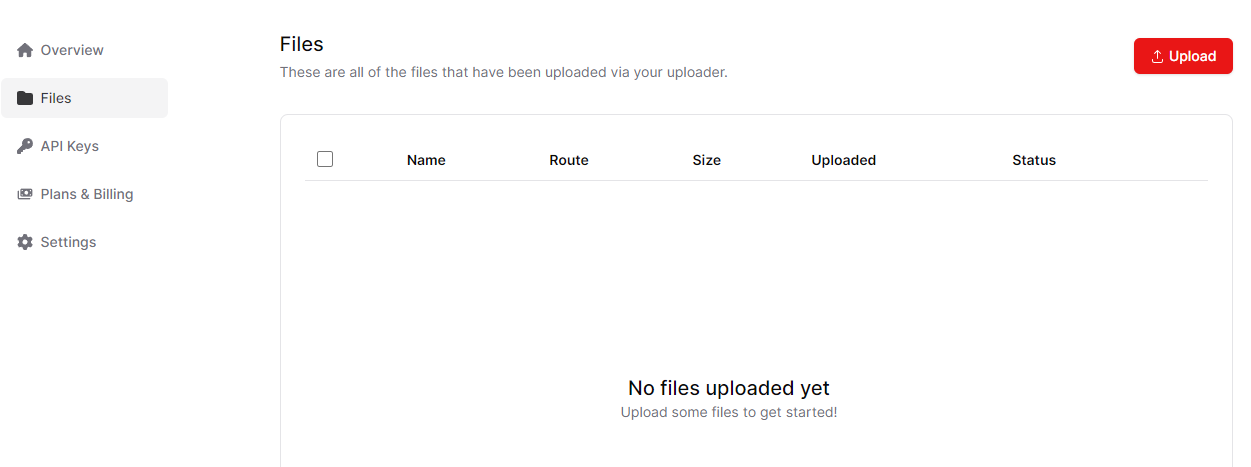 Overview
Files
API Keys
Plans & Billing
Settings
Files
These are all of the files that have been uploaded via your uploader.
Upload
Name Route Size Uploaded Status
No files uploaded yet
Upload some files to get started!